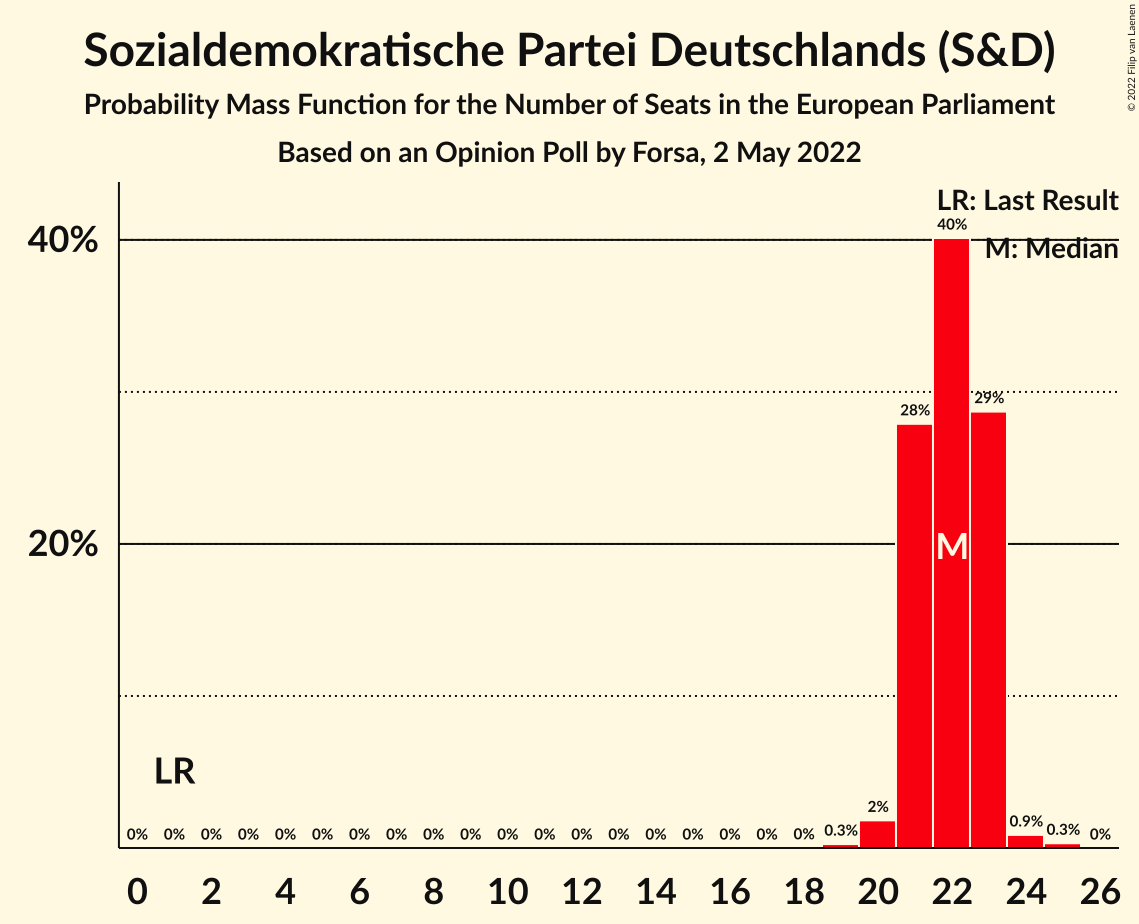 Sozialdemokratische Partei Deutschlands (S&D)
Probability Mass Function for the Number of Seats in the European Parliament
Based on an Opinion Poll by Forsa, 2 May 2022
© 2022 Filip van Laenen
LR: Last Result
M: Median
40%
20%
40%
28%
29%
M
LR
0% 0% 0% 0% 0% 0% 0% 0% 0% 0% 0% 0% 0% 0% 0% 0% 0% 0% 0% 0.3% 2% 0.9% 0.3% 0%
0 2 4 6 8 10 12 14 16 18 20 22 24 26